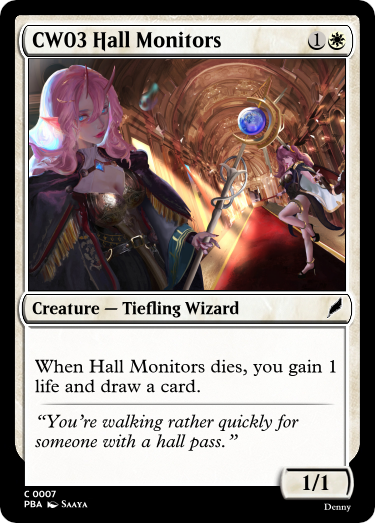 CW03 Hall Monitors 1
Creature — Tiefling Wizard
When Hall Monitors dies, you gain 1
life and draw a card.
“You’re walking rather quickly for
someone with a hall pass.”
1/1
C 0007
PBA SAAYA
Denny